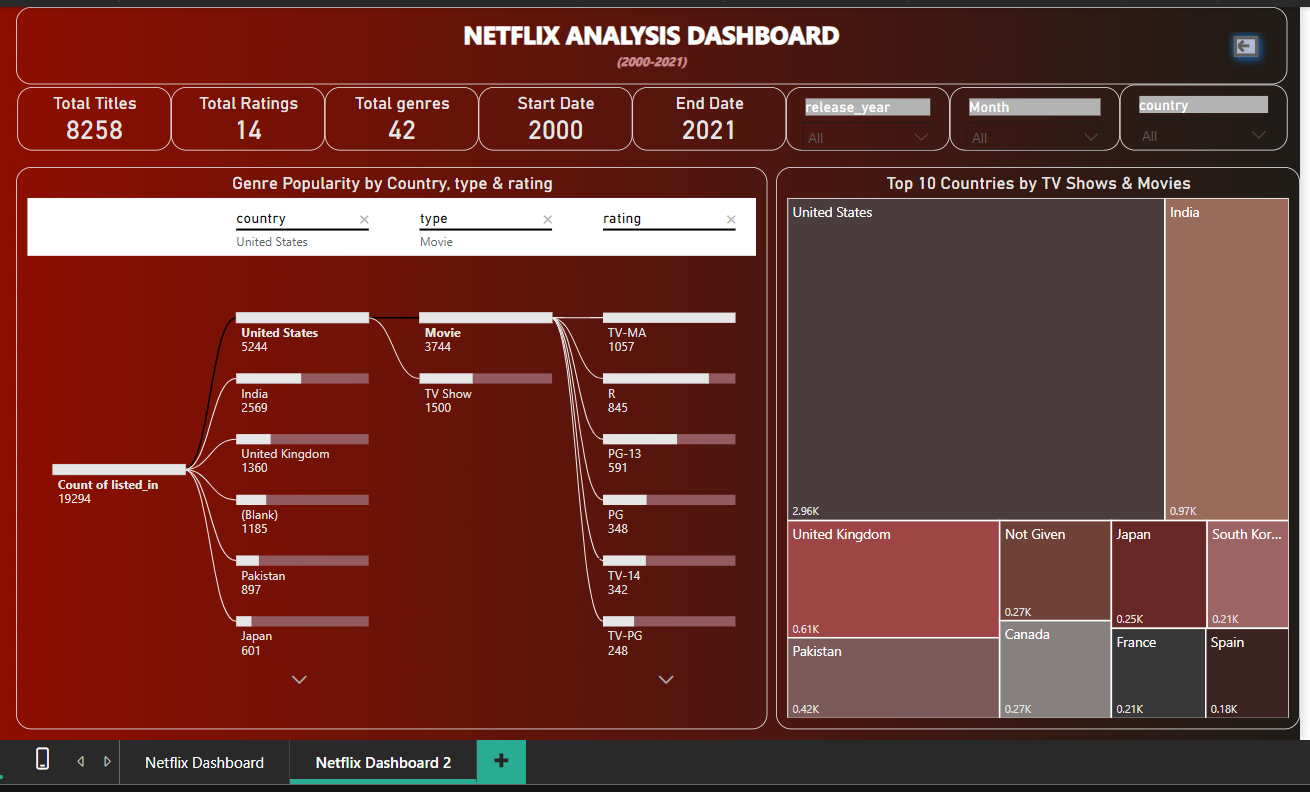 NETFLIX ANALYSIS DASHBOARD
(2000-2021)
Total Titles
8258
Total Ratings
14
Total genres
42
Start Date
2000
End Date
2021
release_year
All
Month
All
country
All
Genre Popularity by Country, type & rating
country
United States
type
Movie
rating
Count of listed_in
19294
United States
5244
India
2569
United Kingdom
1360
(Blank)
1185
Pakistan
897
Japan
601
Movie
3744
TV Show
1500
TV-MA
1057
R
845
PG-13
591
PG
348
TV-14
342
TV-PG
248
Top 10 Countries by TV Shows & Movies
United States
2.96K
India
0.97K
United Kingdom
0.61K
Pakistan
0.42K
Not Given
0.27K
Canada
0.27K
Japan
0.25K
South Kor...
0.21K
France
0.21K
Spain
0.18K
Netflix Dashboard
Netflix Dashboard 2